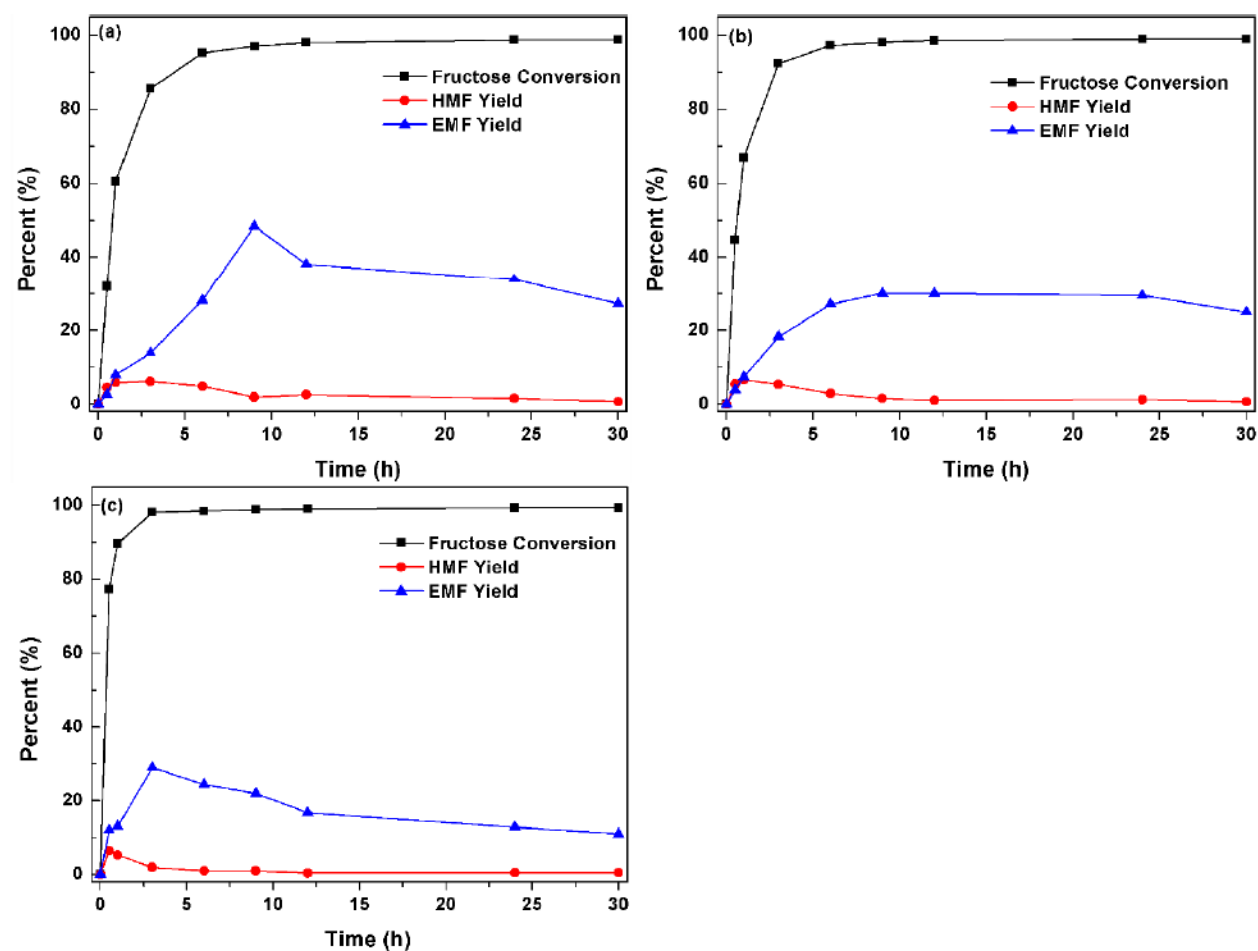 (a)
Fructose Conversion
HMF Yield
EMF Yield
Percent (%)
100
80
60
40
20
0
0 5 10 15 20 25 30
Time (h)
(b)
Fructose Conversion
HMF Yield
EMF Yield
Percent (%)
100
80
60
40
20
0
0 5 10 15 20 25 30
Time (h)
(c)
Fructose Conversion
HMF Yield
EMF Yield
Percent (%)
100
80
60
40
20
0
0 5 10 15 20 25 30
Time (h)